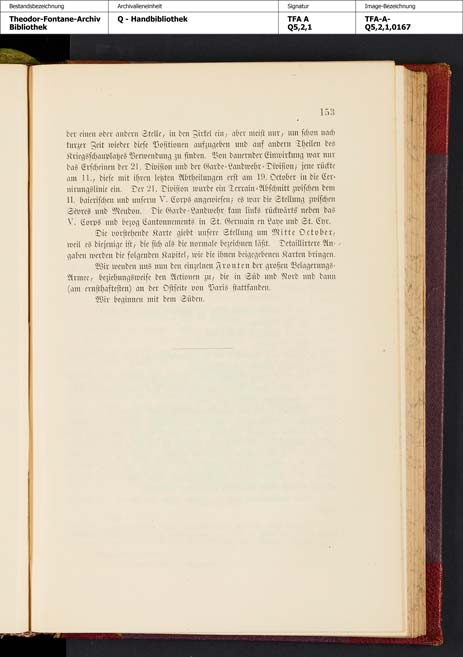 Bestandsbezeichnung
Archivalieneinheit
Signatur
Image-Bezeichnung
Theodor-Fontane-Archiv
Bibliothek
Q - Handbibliothek
TFA A
Q5,2,1
TFA-A-
Q5,2,1,0167
153
der einen oder andern Stelle, in den Zirkel ein, aber meist nur, um schon nach
kurzer Zeit wieder diese Positionen aufzugeben und auf andern Theilen des
Kriegsschauplatzes Verwendung zu finden. Von dauernder Einwirkung war nur
das Erscheinen der 21. Division und der Garde-Landwehr-Division; jene rückte
am 11., diese mit ihren letzten Abtheilungen erst am 19. October in die Cer-
nirungslinie ein. Der 21. Division wurde ein Terrain-Abschnitt zwischen dem
II. bairischen und unserm V. Corps angewiesen; es war die Stellung zwischen
Sèvres und Meudon. Die Garde-Landwehr kam links rückwärts neben das
V. Corps und bezog Cantonnements in St. Germain en Laye und St. Cyr.
Die vorstehende Karte giebt unsere Stellung um Mitte October,
weil es diejenige ist, die sich als die normale bezeichnen läßt. Detaillirtere An-
gaben werden die folgenden Kapitel, wie die ihnen beigegebenen Karten bringen.
Wir wenden uns nun den einzelnen Fronten der großen Belagerungs-
Armee, beziehungsweise den Actionen zu, die in Süd und Nord und dann
(am ernsthaftesten) an der Ostseite von Paris stattfanden.
Wir beginnen mit dem Süden.